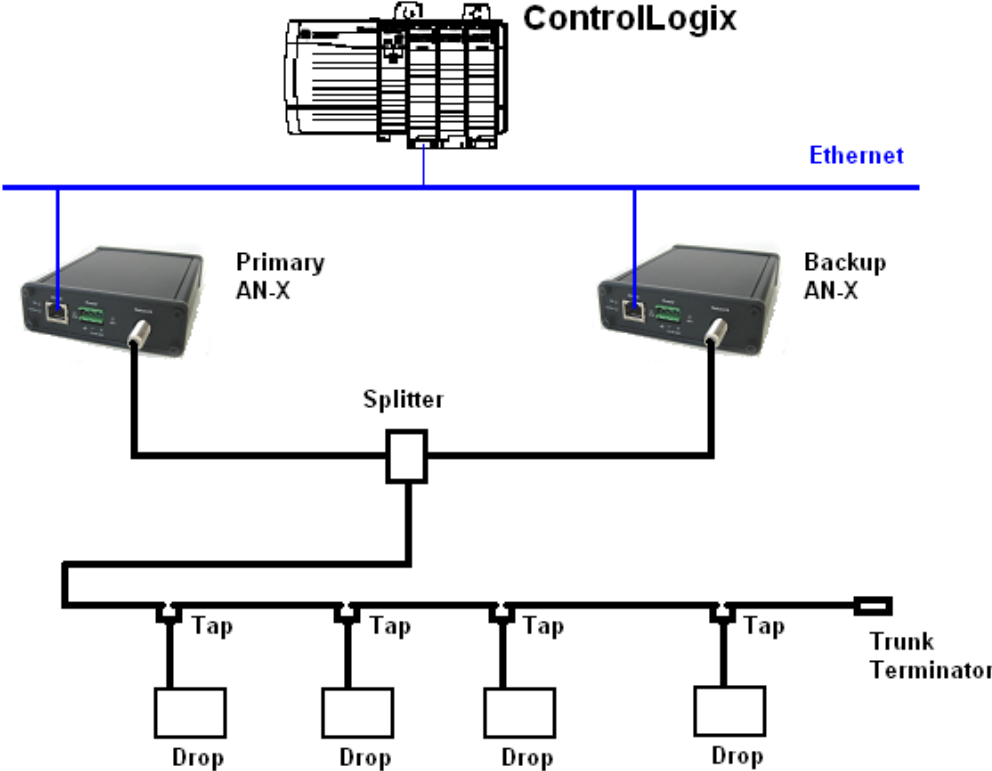 ControlLogix
Ethernet
Primary
AN-X
Backup
AN-X
Splitter
Tap
Tap
Tap
Tap
Trunk
Terminator
Drop
Drop
Drop
Drop